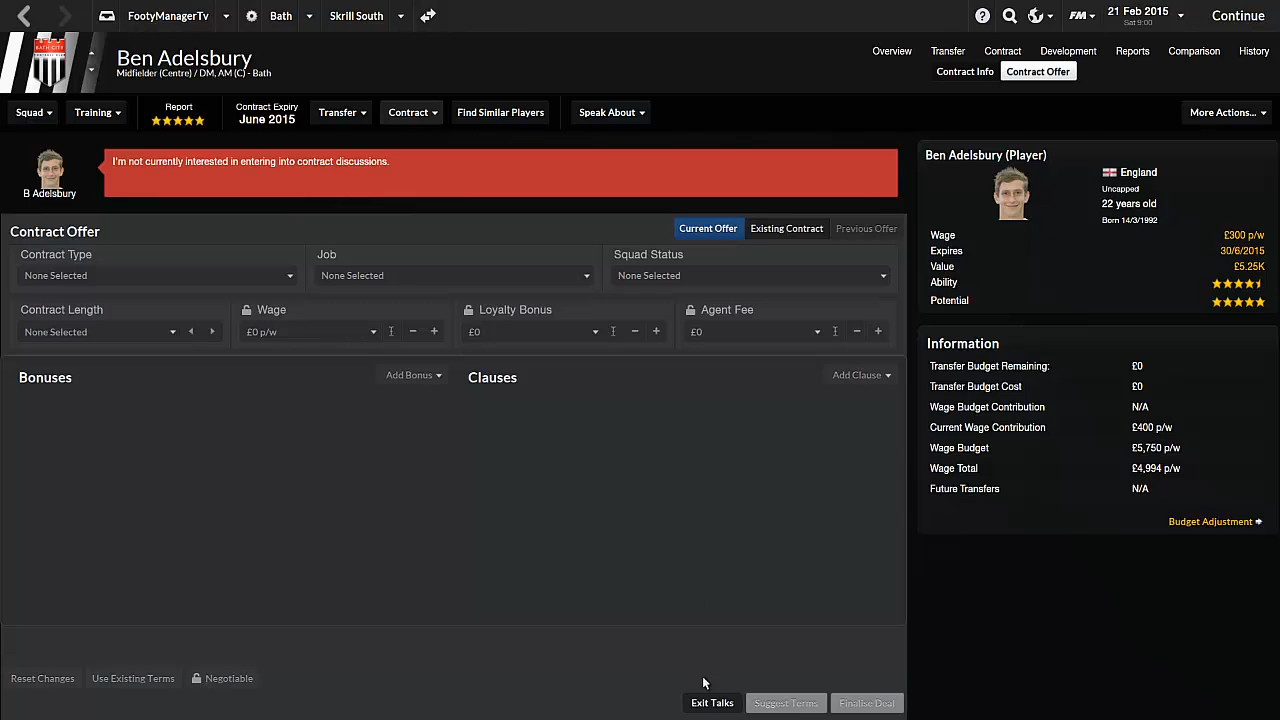 FootyManagerTv Bath Skrill South FM 21 Feb 2015 Continue
Sat 9:00
BATH CITY
Ben Adelsbury
Midfielder (Centre) / DM, AM (C) - Bath
Overview Transfer Contract Development Reports Comparison History
Contract Info Contract Offer
Squad Training Report Contract Expiry June 2015 Transfer Contract Find Similar Players Speak About More Actions...
I'm not currently interested in entering into contract discussions.
B Adelsbury
Contract Offer Current Offer Existing Contract Previous Offer
Contract Type Job Squad Status
None Selected None Selected None Selected
Contract Length Wage Loyalty Bonus Agent Fee
None Selected £0 p/w £0 £0
Bonuses Add Bonus Clauses Add Clause
Reset Changes Use Existing Terms Negotiable
Exit Talks Suggest Terms Finalise Deal
Ben Adelsbury (Player)
England
Uncapped
22 years old
Born 14/3/1992
Wage £300 p/w
Expires 30/6/2015
Value £5.25K
Ability
Potential
Information
Transfer Budget Remaining: £0
Transfer Budget Cost £0
Wage Budget Contribution N/A
Current Wage Contribution £400 p/w
Wage Budget £5,750 p/w
Wage Total £4,994 p/w
Future Transfers N/A
Budget Adjustment